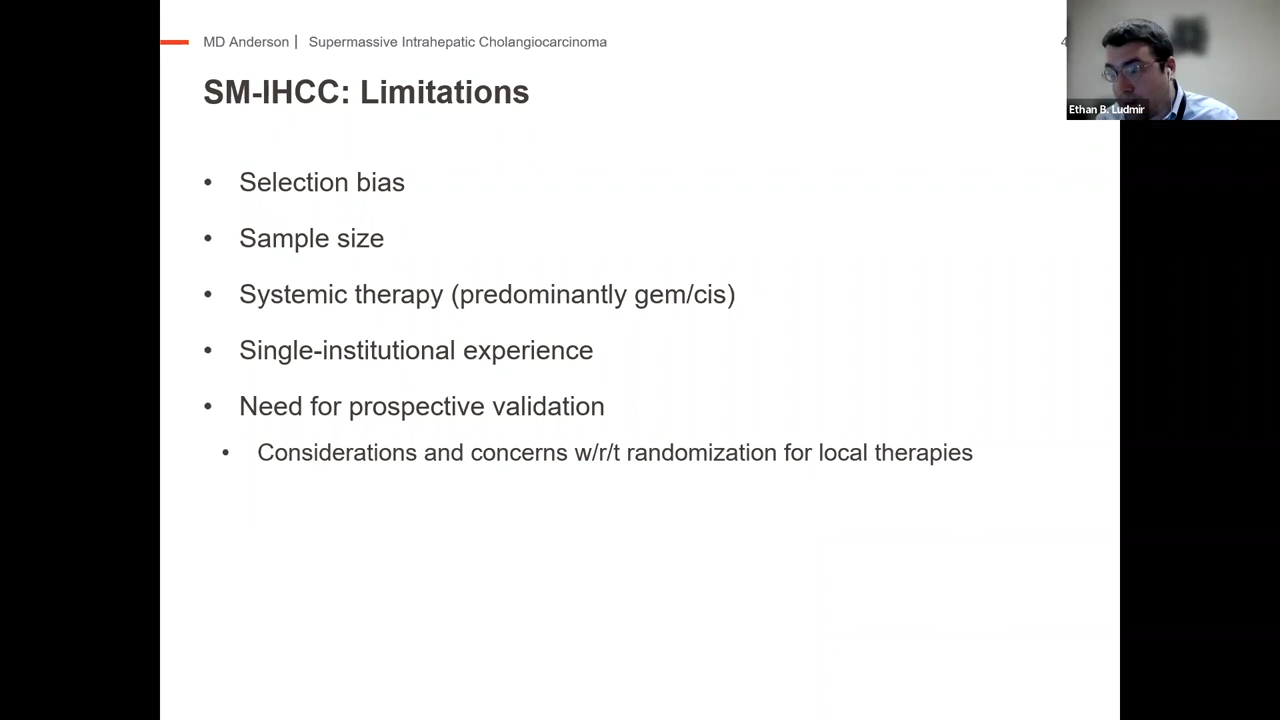 MD Anderson | Supermassive Intrahepatic Cholangiocarcinoma
4
Ethan B. Ludmir
SM-IHCC: Limitations
• Selection bias
• Sample size
• Systemic therapy (predominantly gem/cis)
• Single-institutional experience
• Need for prospective validation
• Considerations and concerns w/r/t randomization for local therapies